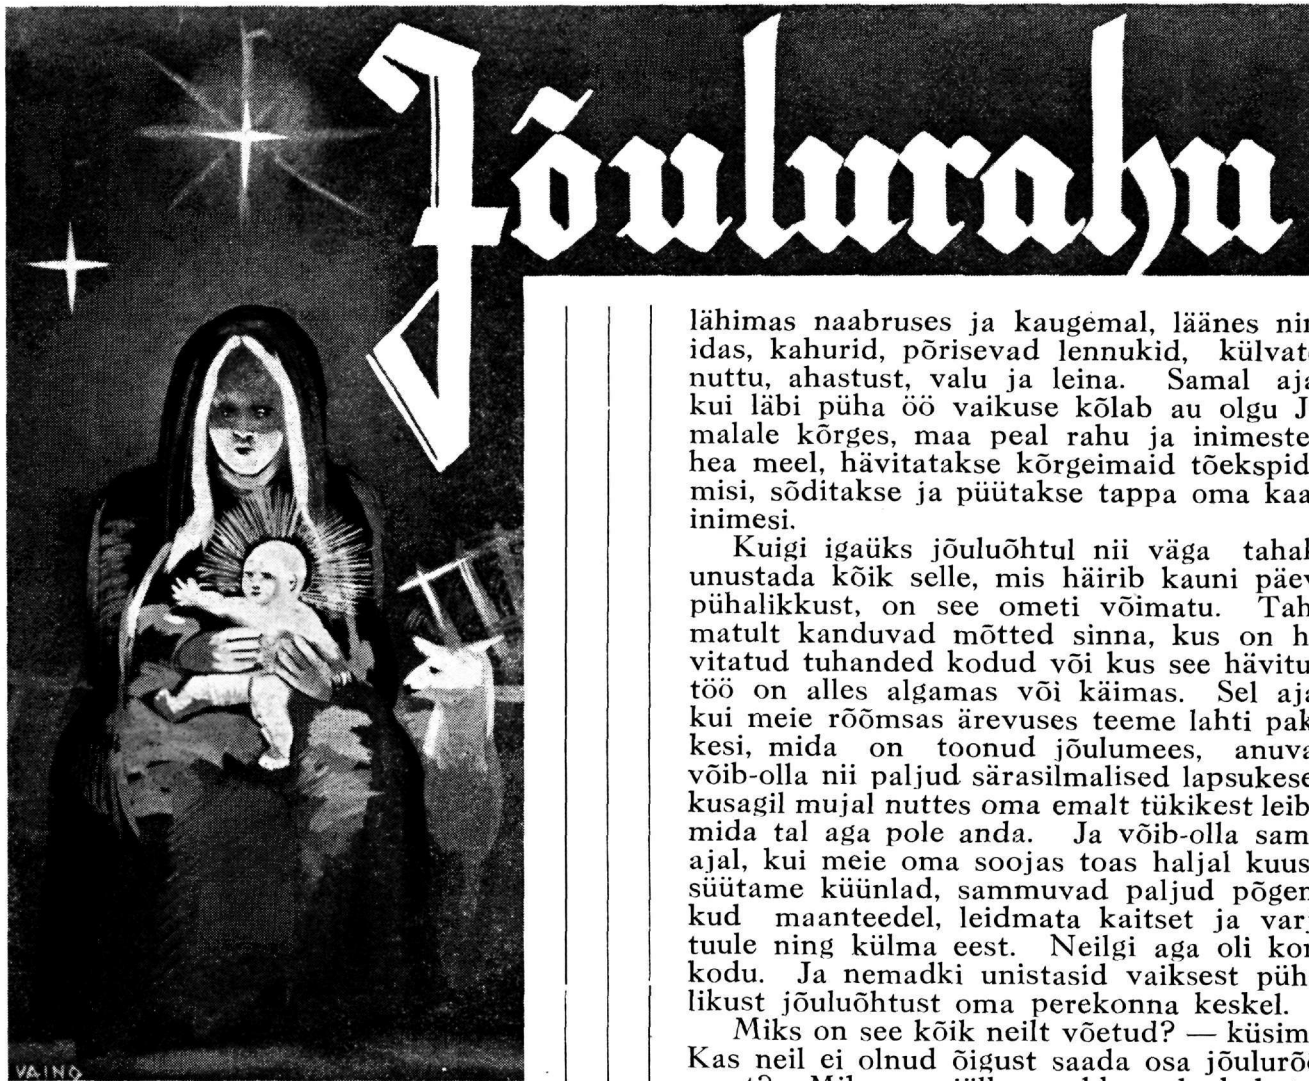 Jõulurahu
lähimas naabruses ja kaugemal, läänes nin
idas, kahurid, põrisevad lennukid, külvate
nuttu, ahastust, valu ja leina. Samal aja
kui läbi püha öö vaikuse kõlab au olgu J
malale kõrges, maa peal rahu ja inimeste
hea meel, hävitatakse kõrgeimaid tõekspid
misi, sõditakse ja püütakse tappa oma kaa
inimesi.
Kuigi igaüks jõuluõhtul nii väga tahak
unustada kõik selle, mis häirib kauni päev
pühalikkust, on see ometi võimatu. Taht
matult kanduvad mõtted sinna, kus on h
vitatud tuhanded kodud või kus see hävitu
töö on alles algamas või käimas. Sel aja
kui meie rõõmsas ärevuses teeme lahti pak
kesi, mida on toonud jõulumees, anuva
võib-olla nii paljud särasilmalised lapsukese
kusagil mujal nuttes oma emalt tükikest leib
mida tal aga pole anda. Ja võib-olla sam
ajal, kui meie oma soojas toas haljal kuus
süütame küünlad, sammuvad paljud põgen
kud maanteedel, leidmata kaitset ja varj
tuule ning külma eest. Neilgi aga oli kor
kodu. Ja nemadki unistasid vaiksest püh
likust jõuluõhtust oma perekonna keskel.
Miks on see kõik neilt võetud? — küsim
Kas neil ei olnud õigust saada osa jõulurõ
VAINO